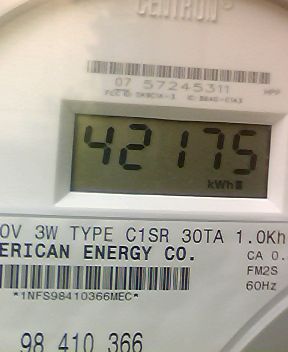 CENTRON®
07 57245311
HPP
42175
kWh
0V 3W TYPE C1SR 30TA 1.0Kh
ERICAN ENERGY CO.
CA 0.
FM2S
60Hz
*1NFS98410366MEC*
98 410 366